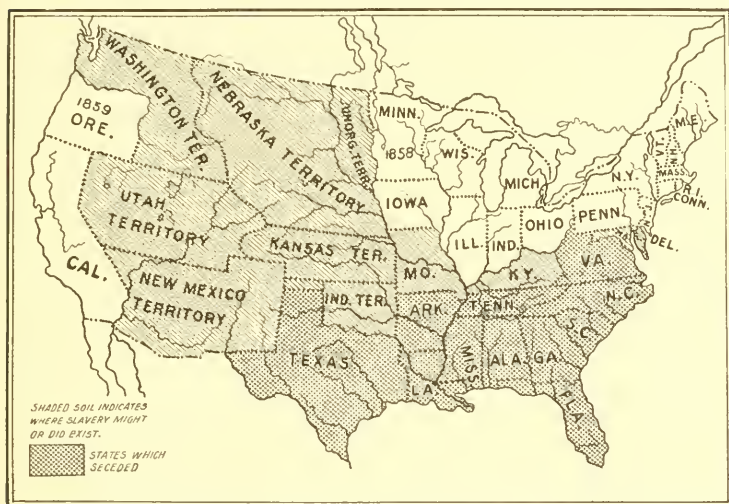 WASHINGTON TER.
NEBRASKA TERRITORY
UNORG. TERR.
MINN.
1858
1859
ORE.
WIS.
MICH
M.E.
VT.
N.H.
MASS.
R.I.
CONN.
N.Y.
IOWA
PENN.
OHIO
IND.
ILL.
DEL.
UTAH
TERRITORY
KANSAS TER.
MO.
KY.
VA.
CAL.
NEW MEXICO
TERRITORY
IND. TER.
ARK.
TENN.
N.C.
S.C.
TEXAS
LA.
MISS.
ALA.
GA.
FLA.
SHADED SOIL INDICATES
WHERE SLAVERY MIGHT
OR DID EXIST.
STATES WHICH
SECEDED